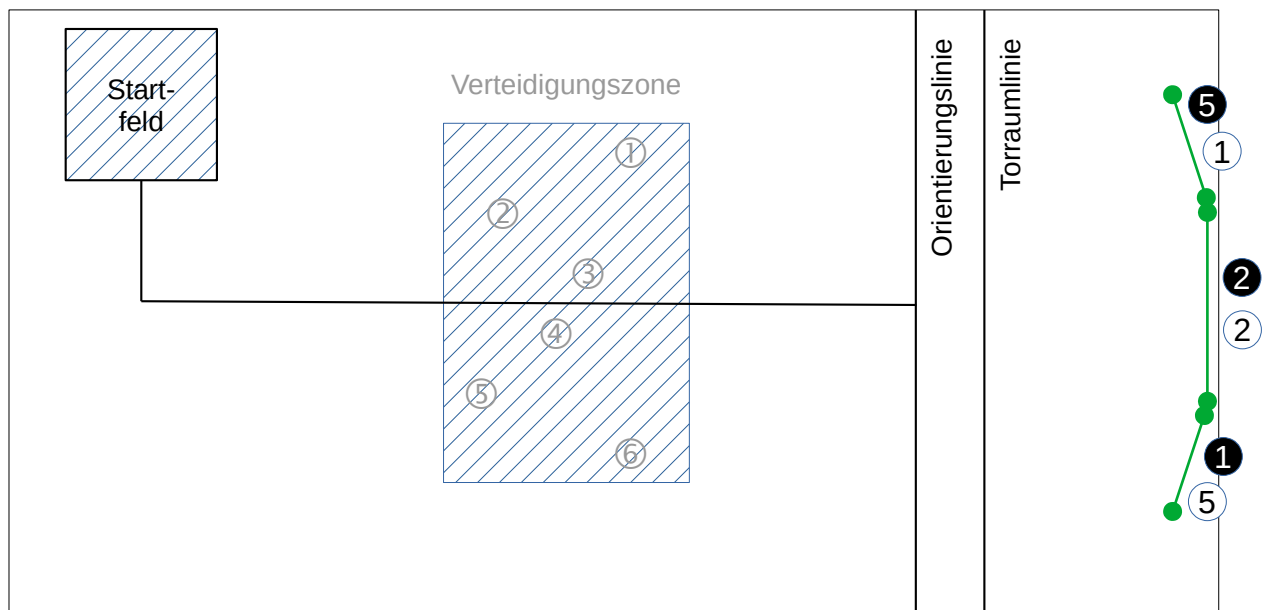 Start-
feld
Verteidigungszone
①
②
③
④
⑤
⑥
Orientierungslinie
Torraumlinie
5
1
2
2
1
5